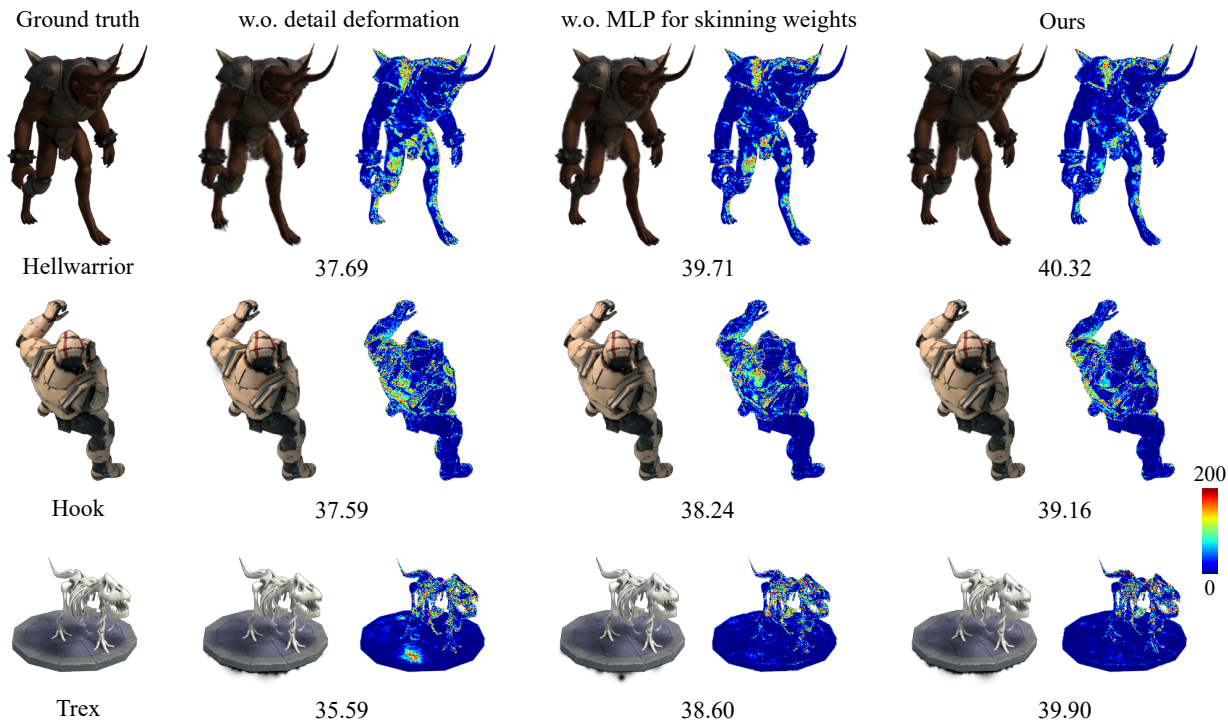 Ground truth w.o. detail deformation w.o. MLP for skinning weights Ours
Hellwarrior 37.69 39.71 40.32
Hook 37.59 38.24 39.16
200
0
Trex 35.59 38.60 39.90